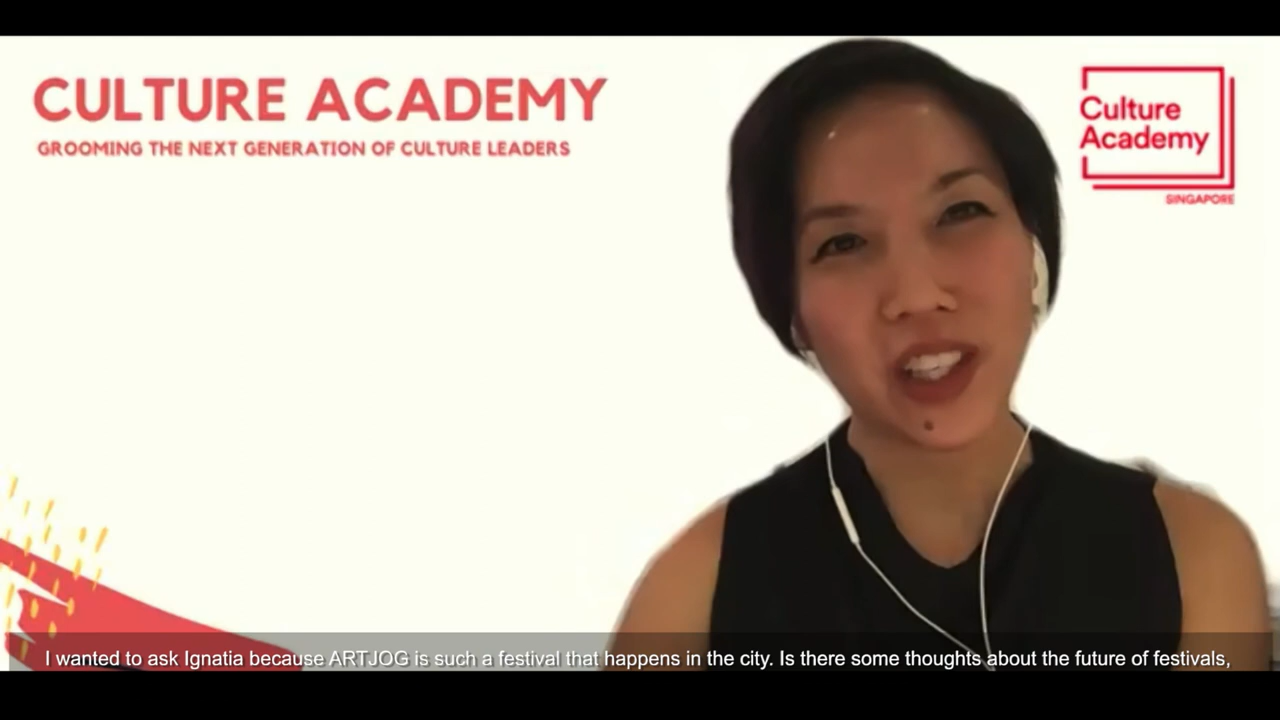 CULTURE ACADEMY
GROOMING THE NEXT GENERATION OF CULTURE LEADERS
Culture
Academy
SINGAPORE
I wanted to ask Ignatia because ARTJOG is such a festival that happens in the city. Is there some thoughts about the future of festivals,